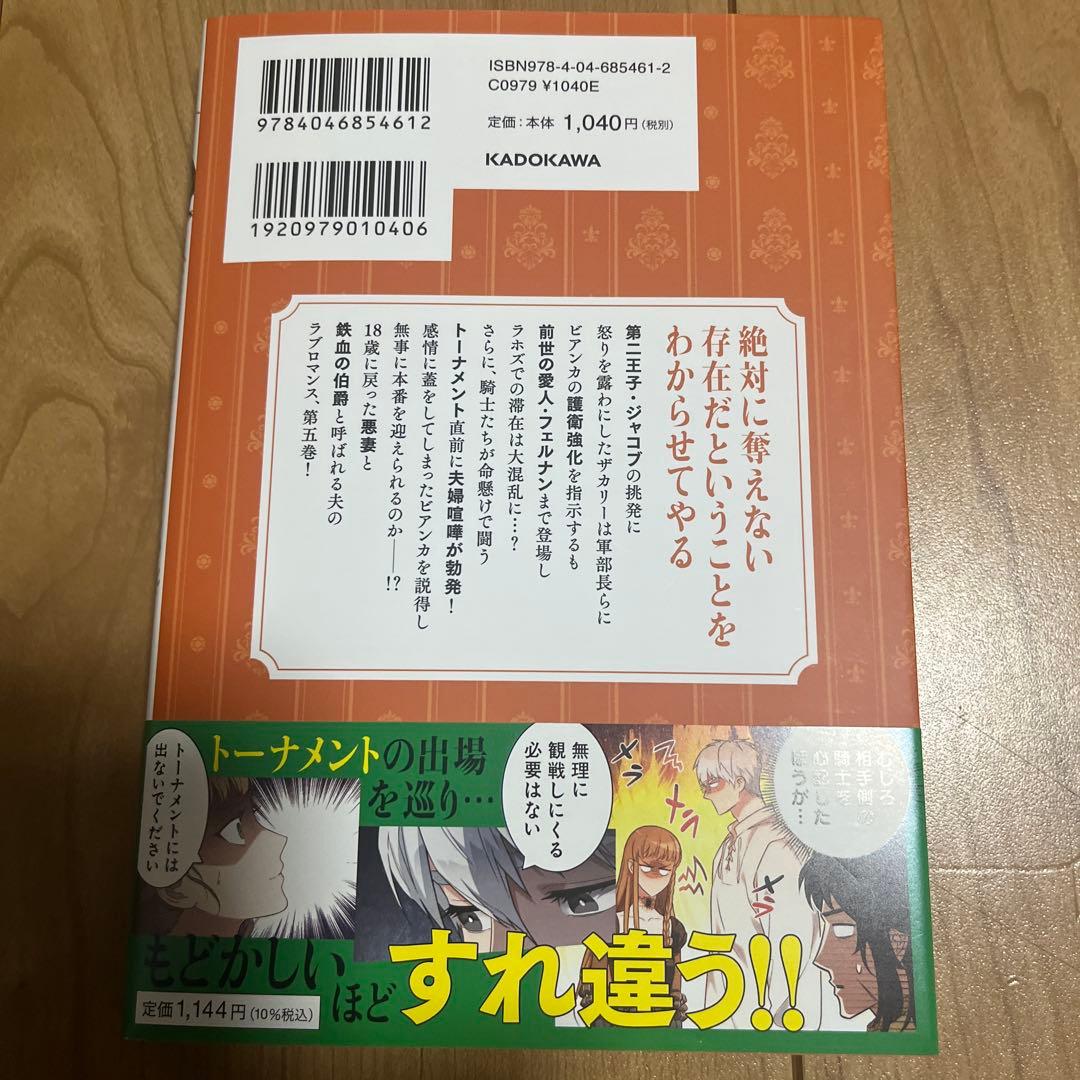 ISBN978-4-04-685461-2
C0979 ¥1040E
定価：本体 1,040円（税別）
KADOKAWA
9784046854612
1920979010406
絶対に奪えない
存在だということを
わからせてやる
第二王子・ジャコブの挑発に
怒りを露わにしたザカリーは軍部長らに
ビアンカの護衛強化を指示するも
前世の愛人・フェルナンまで登場し
ラホズでの滞在は大混乱に…？
さらに、騎士たちが命懸けで闘う
トーナメント直前に夫婦喧嘩が勃発！
感情に蓋をしてしまったビアンカを説得し
無事に本番を迎えられるのか――!?
18歳に戻った悪妻と
鉄血の伯爵と呼ばれる夫の
ラブロマンス、第五巻！
トーナメントの出場
を巡り…
トーナメントには
出ないでください
無理に
観戦しにくる
必要はない
むしろ
相手側の
騎士を
心配した
ほうが…
メラ
メラ
メラ
もどかしい
ほど
すれ違う!!
定価1,144円（10%税込）